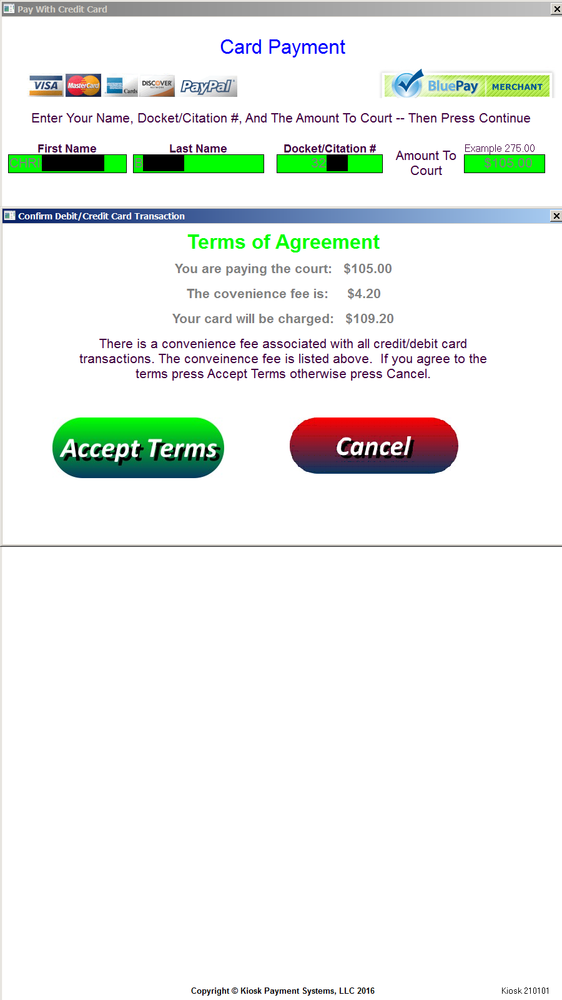 Pay With Credit Card
Card Payment
VISA MasterCard AMERICAN EXPRESS Cards DISCOVER NETWORK PayPal
BluePay MERCHANT
Enter Your Name, Docket/Citation #, And The Amount To Court -- Then Press Continue
First Name Last Name Docket/Citation # Amount To Court Example 275.00
CHRI B 32 $105.00
Confirm Debit/Credit Card Transaction
Terms of Agreement
You are paying the court: $105.00
The covenience fee is: $4.20
Your card will be charged: $109.20
There is a convenience fee associated with all credit/debit card
transactions. The conveinence fee is listed above. If you agree to the
terms press Accept Terms otherwise press Cancel.
Accept Terms Cancel
Copyright © Kiosk Payment Systems, LLC 2016 Kiosk 210101